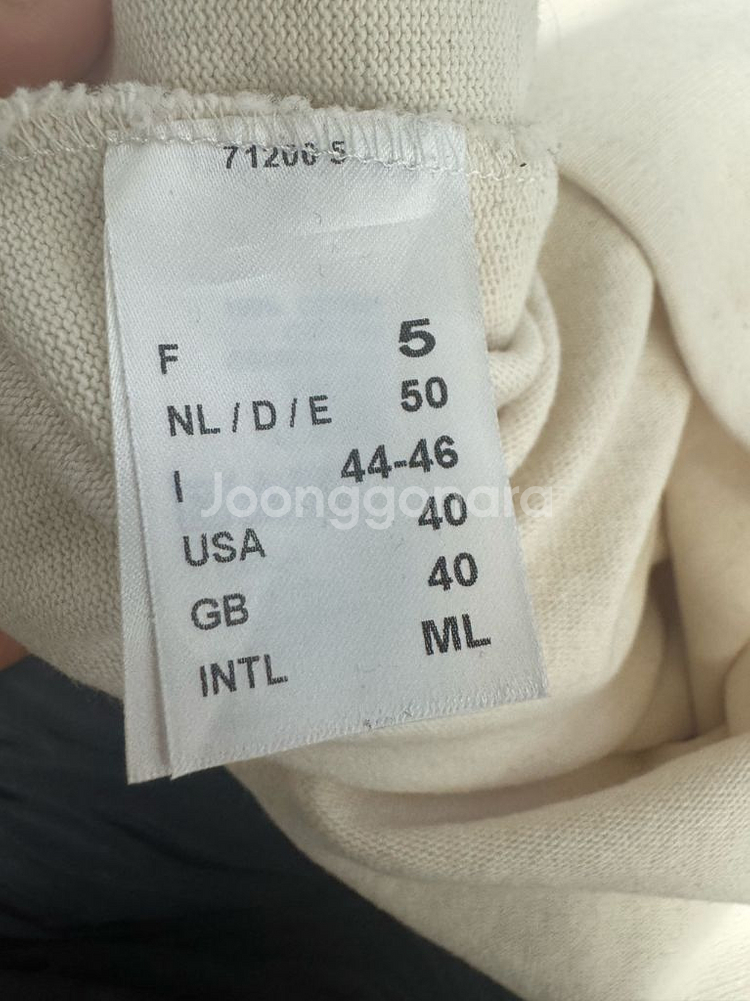 71200 5
F 5
NL / D / E 50
I 44-46
USA 40
GB 40
INTL ML
Joonggonara